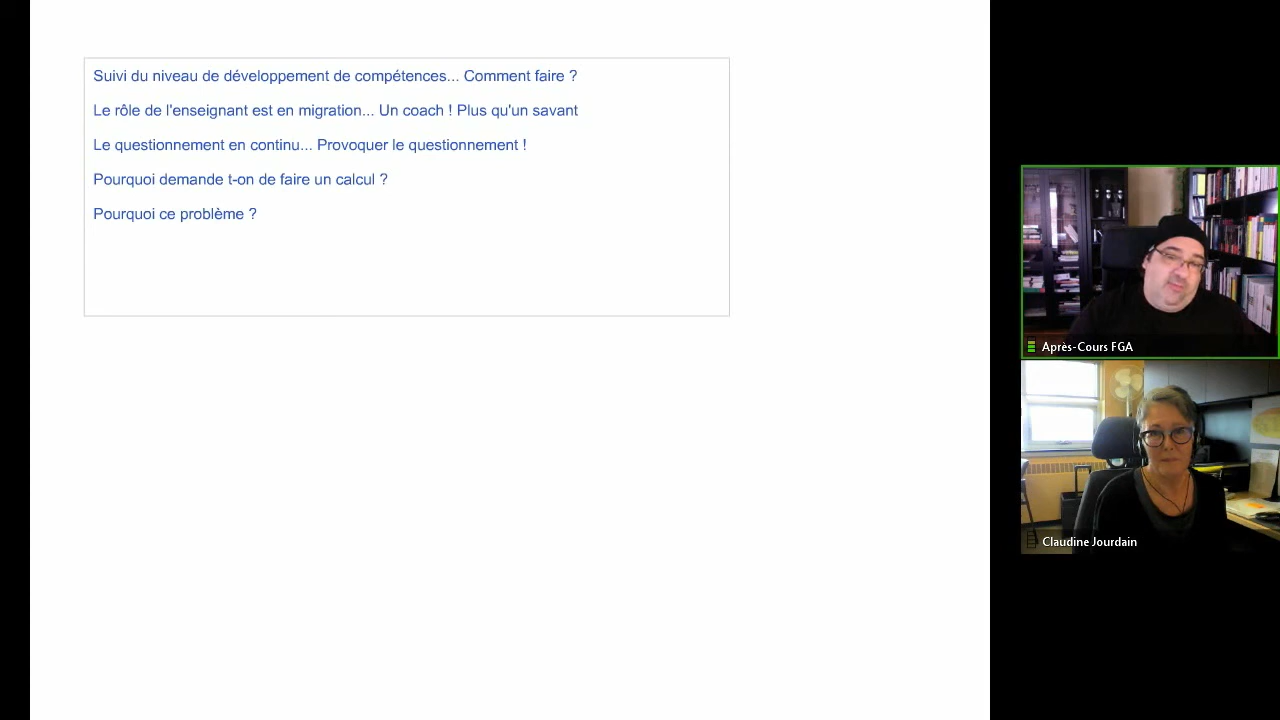 Suivi du niveau de développement de compétences... Comment faire ?
Le rôle de l'enseignant est en migration... Un coach ! Plus qu'un savant
Le questionnement en continu... Provoquer le questionnement !
Pourquoi demande t-on de faire un calcul ?
Pourquoi ce problème ?
Après-Cours FGA
Claudine Jourdain